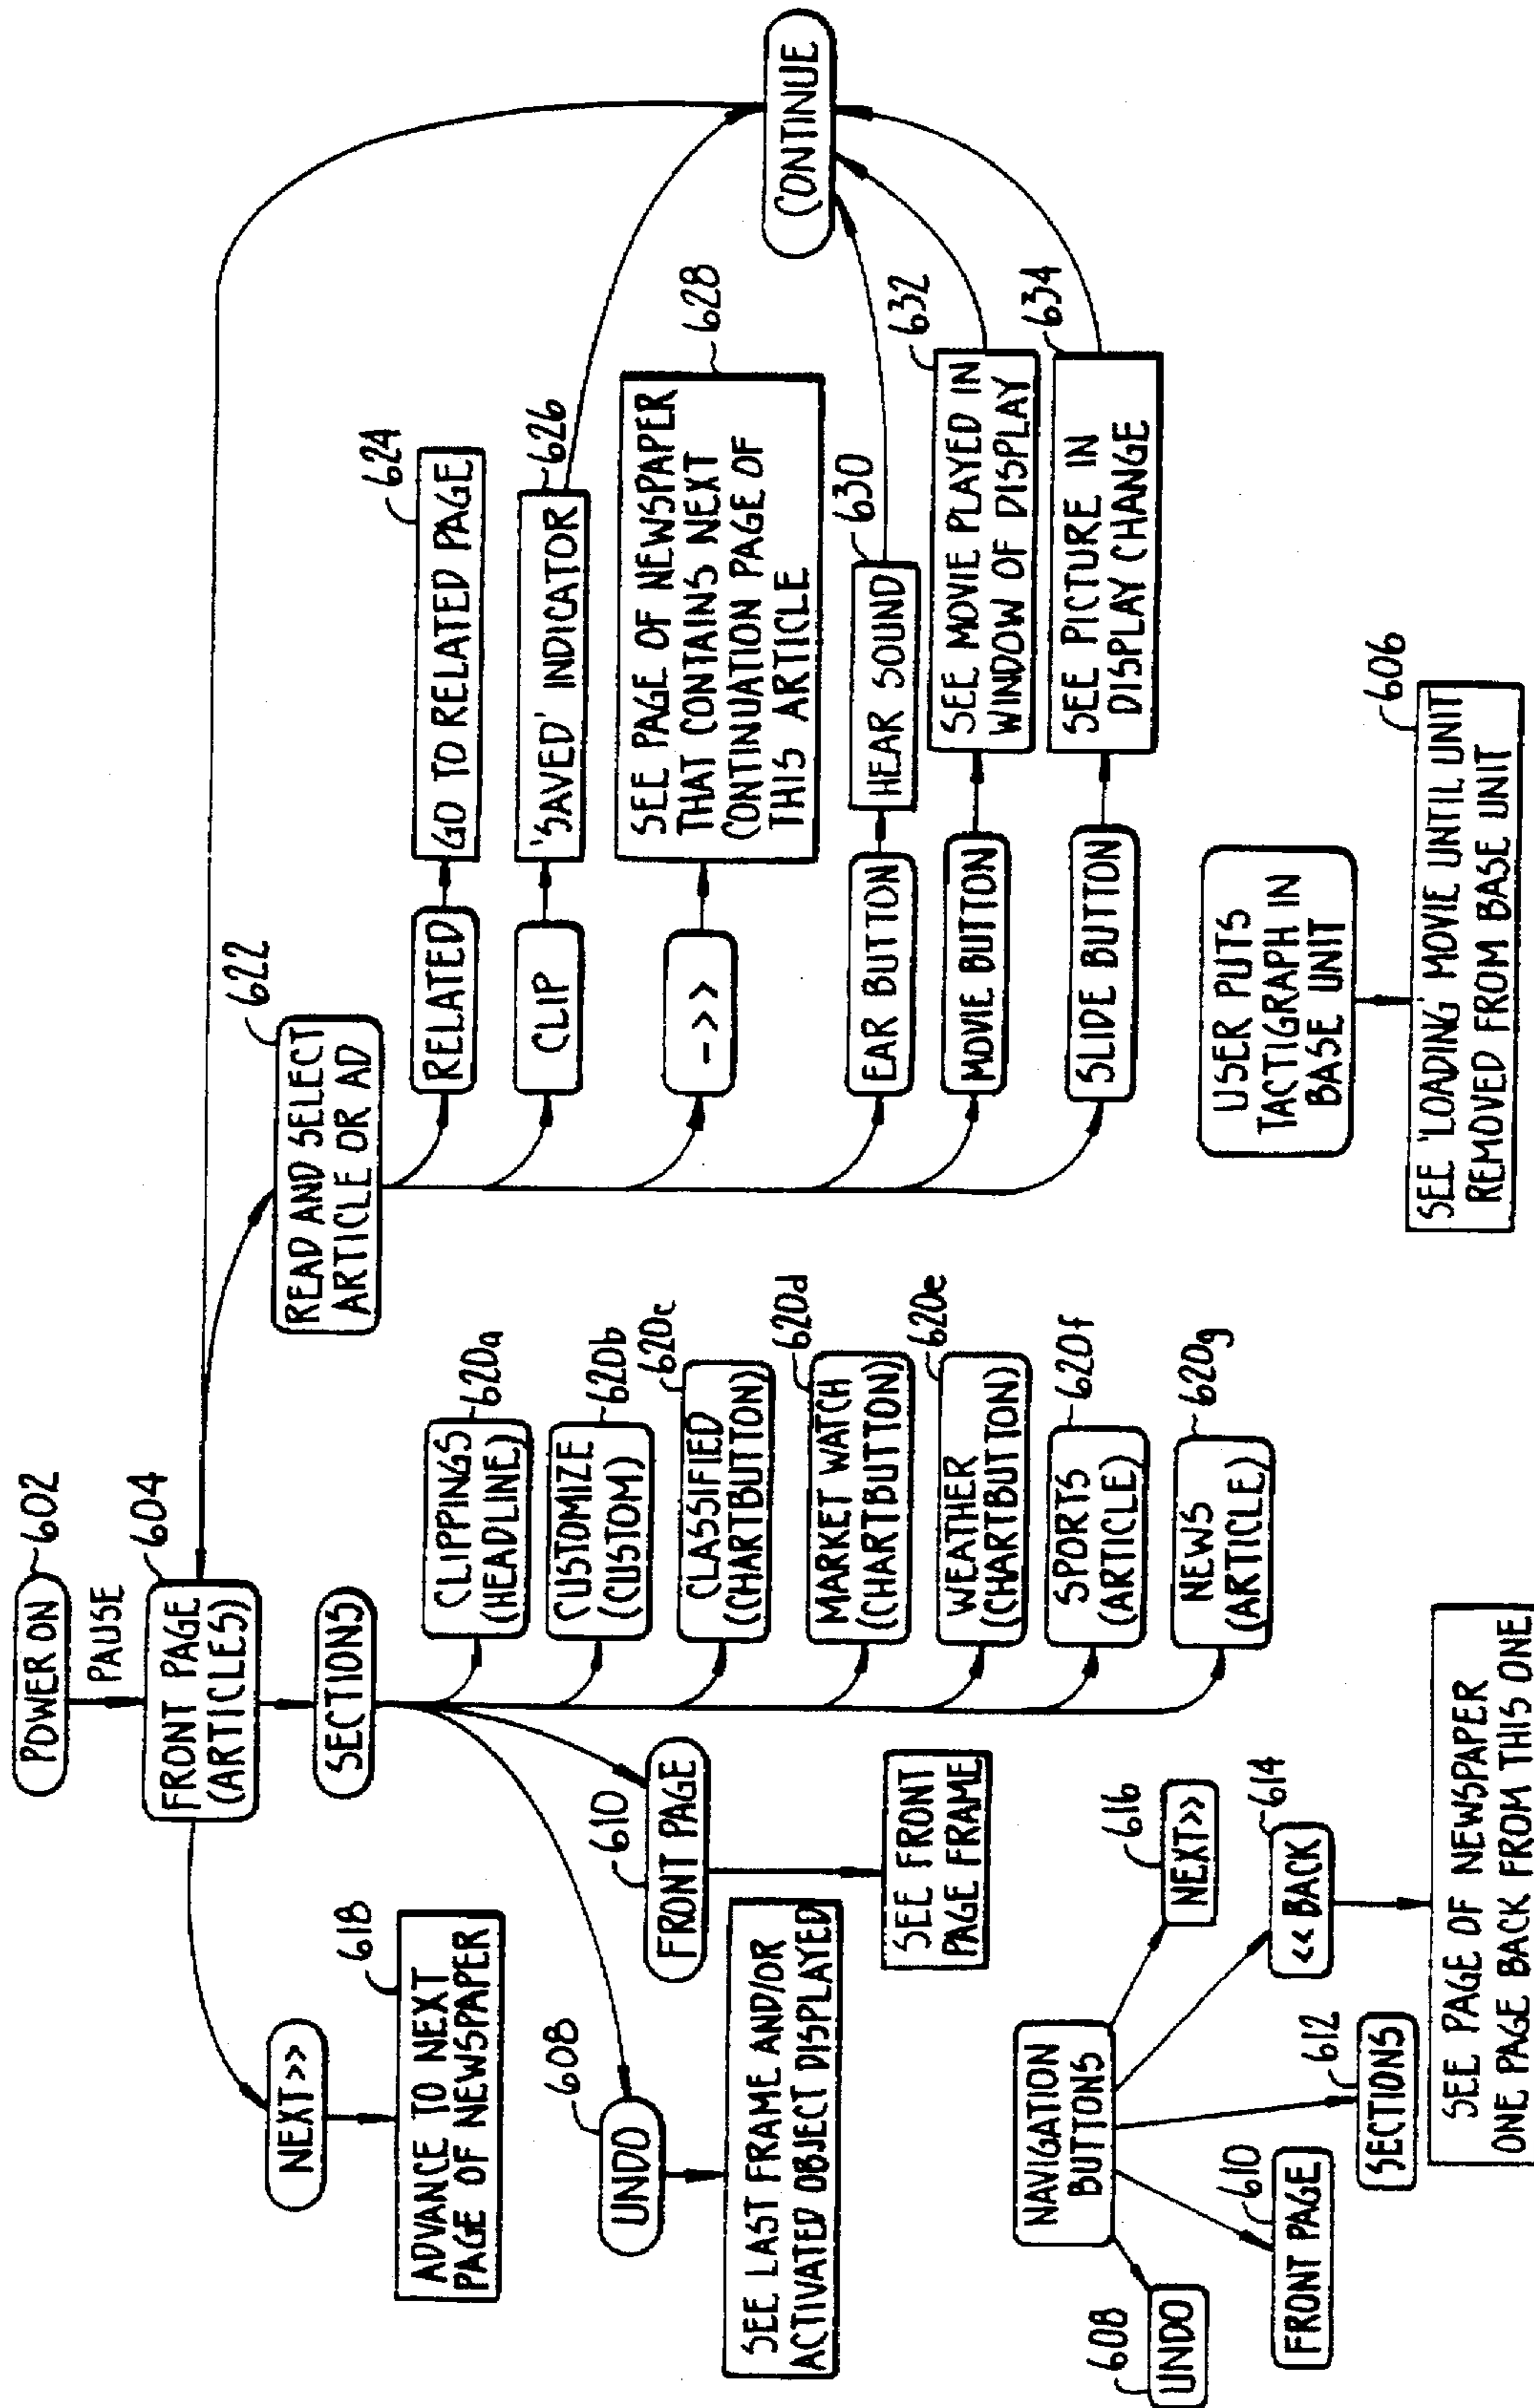 POWER ON
602
PAUSE
FRONT PAGE
(ARTICLES)
604
NEXT>>
ADVANCE TO NEXT
PAGE OF NEWSPAPER
618
SECTIONS
UNDO
608
SEE LAST FRAME AND/OR
ACTIVATED OBJECT DISPLAYED
FRONT PAGE
610
SEE FRONT
PAGE FRAME
CLIPPINGS
(HEADLINE)
620a
CUSTOMIZE
(CUSTOM)
620b
CLASSIFIED
(CHARTBUTTON)
620c
MARKET WATCH
(CHARTBUTTON)
620d
WEATHER
(CHARTBUTTON)
620e
SPORTS
(ARTICLE)
620f
NEWS
(ARTICLE)
620g
READ AND SELECT
ARTICLE OR AD
622
RELATED
GO TO RELATED PAGE
624
CLIP
'SAVED' INDICATOR
626
->>
SEE PAGE OF NEWSPAPER
THAT CONTAINS NEXT
CONTINUATION PAGE OF
THIS ARTICLE
628
EAR BUTTON
HEAR SOUND
630
MOVIE BUTTON
SEE MOVIE PLAYED IN
WINDOW OF DISPLAY
632
SLIDE BUTTON
SEE PICTURE IN
DISPLAY CHANGE
634
CONTINUE
NAVIGATION
BUTTONS
UNDO
608
FRONT PAGE
610
SECTIONS
612
<< BACK
614
NEXT>>
616
SEE PAGE OF NEWSPAPER
ONE PAGE BACK FROM THIS ONE
USER PUTS
TACTIGRAPH IN
BASE UNIT
SEE 'LOADING' MOVIE UNTIL UNIT
REMOVED FROM BASE UNIT
606